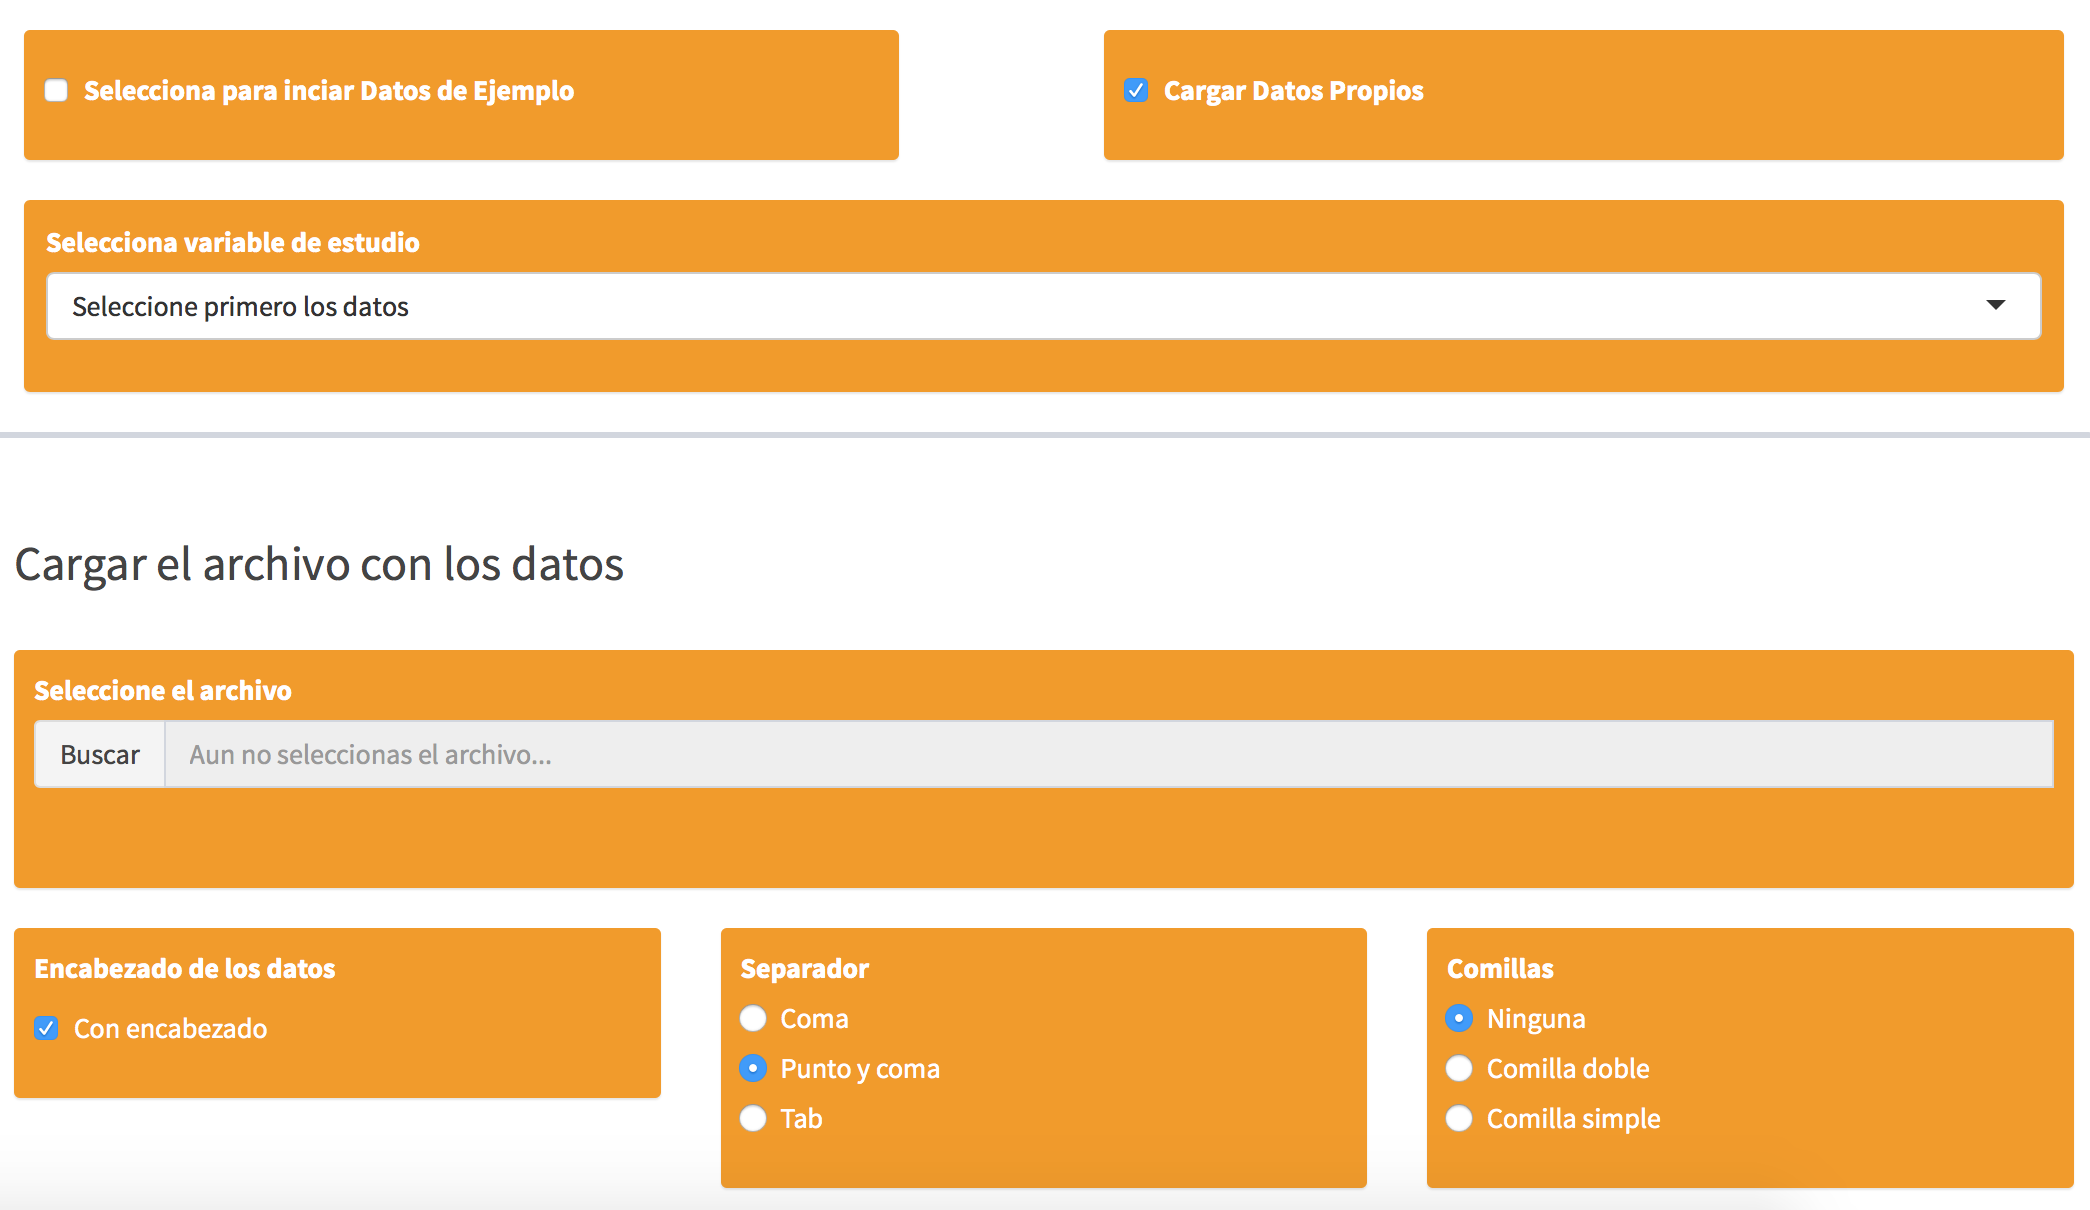 Selecciona para inciar Datos de Ejemplo
Cargar Datos Propios
Selecciona variable de estudio
Seleccione primero los datos
Cargar el archivo con los datos
Seleccione el archivo
Buscar
Aun no seleccionas el archivo...
Encabezado de los datos
Con encabezado
Separador
Coma
Punto y coma
Tab
Comillas
Ninguna
Comilla doble
Comilla simple